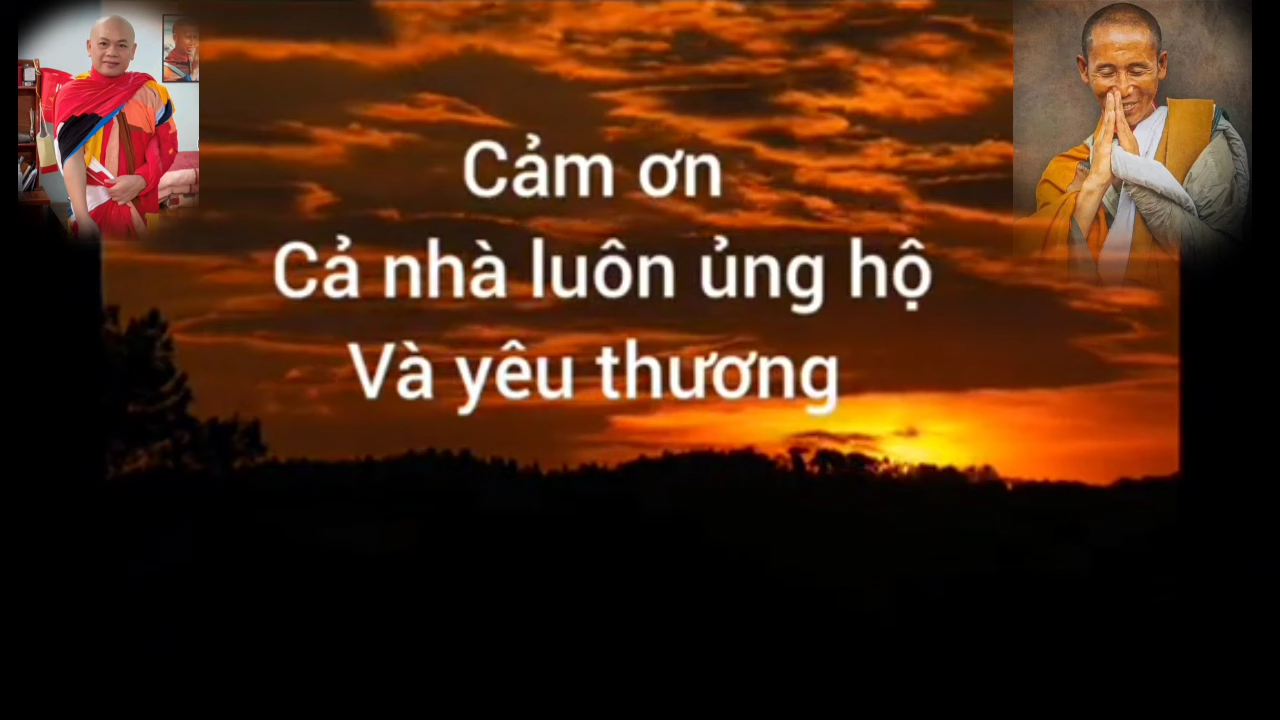 Cảm ơn
Cả nhà luôn ủng hộ
Và yêu thương